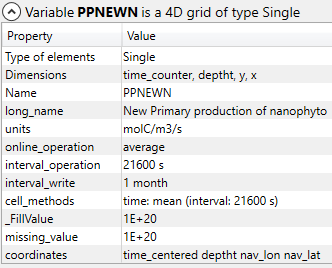 Variable PPNEWN is a 4D grid of type Single
Property Value
Type of elements Single
Dimensions time_counter, deptht, y, x
Name PPNEWN
long_name New Primary production of nanophyto
units molC/m3/s
online_operation average
interval_operation 21600 s
interval_write 1 month
cell_methods time: mean (interval: 21600 s)
_FillValue 1E+20
missing_value 1E+20
coordinates time_centered deptht nav_lon nav_lat